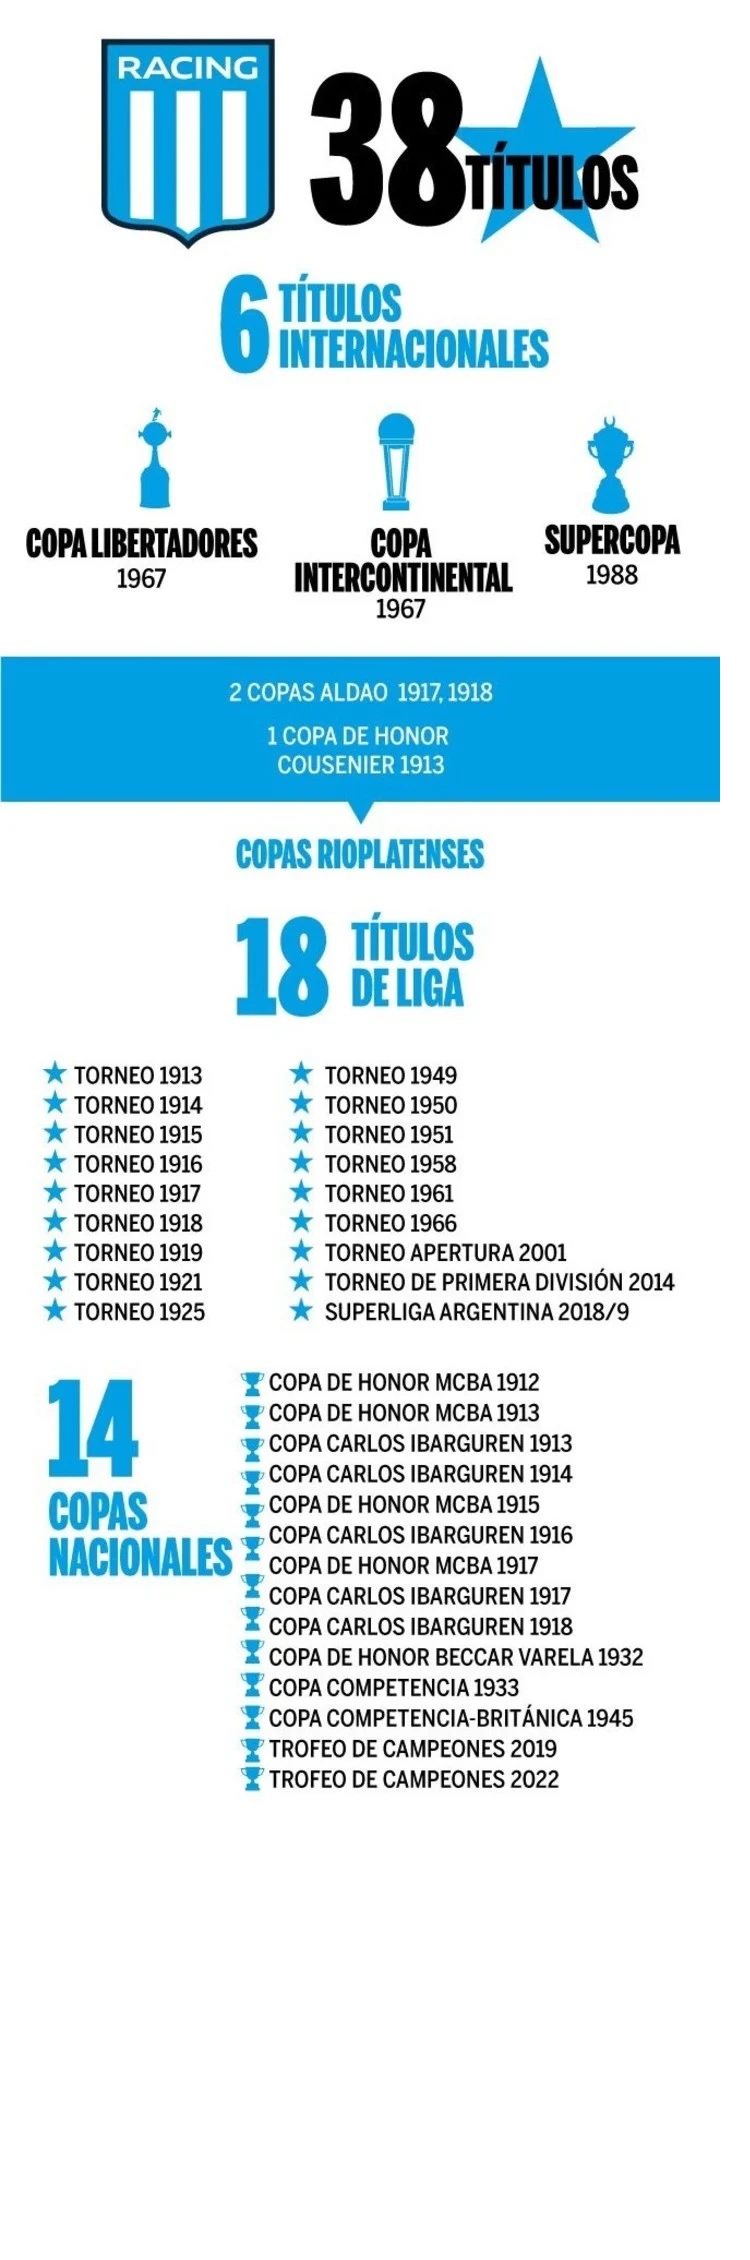 RACING
38 TÍTULOS
6 TÍTULOS
INTERNACIONALES
COPA LIBERTADORES
1967
COPA
INTERCONTINENTAL
1967
SUPERCOPA
1988
2 COPAS ALDAO 1917, 1918
1 COPA DE HONOR
COUSENIER 1913
COPAS RIOPLATENSES
18 TÍTULOS
DE LIGA
TORNEO 1913
TORNEO 1914
TORNEO 1915
TORNEO 1916
TORNEO 1917
TORNEO 1918
TORNEO 1919
TORNEO 1921
TORNEO 1925
TORNEO 1949
TORNEO 1950
TORNEO 1951
TORNEO 1958
TORNEO 1961
TORNEO 1966
TORNEO APERTURA 2001
TORNEO DE PRIMERA DIVISIÓN 2014
SUPERLIGA ARGENTINA 2018/9
14
COPAS
NACIONALES
COPA DE HONOR MCBA 1912
COPA DE HONOR MCBA 1913
COPA CARLOS IBARGUREN 1913
COPA CARLOS IBARGUREN 1914
COPA DE HONOR MCBA 1915
COPA CARLOS IBARGUREN 1916
COPA DE HONOR MCBA 1917
COPA CARLOS IBARGUREN 1917
COPA CARLOS IBARGUREN 1918
COPA DE HONOR BECCAR VARELA 1932
COPA COMPETENCIA 1933
COPA COMPETENCIA-BRITÁNICA 1945
TROFEO DE CAMPEONES 2019
TROFEO DE CAMPEONES 2022